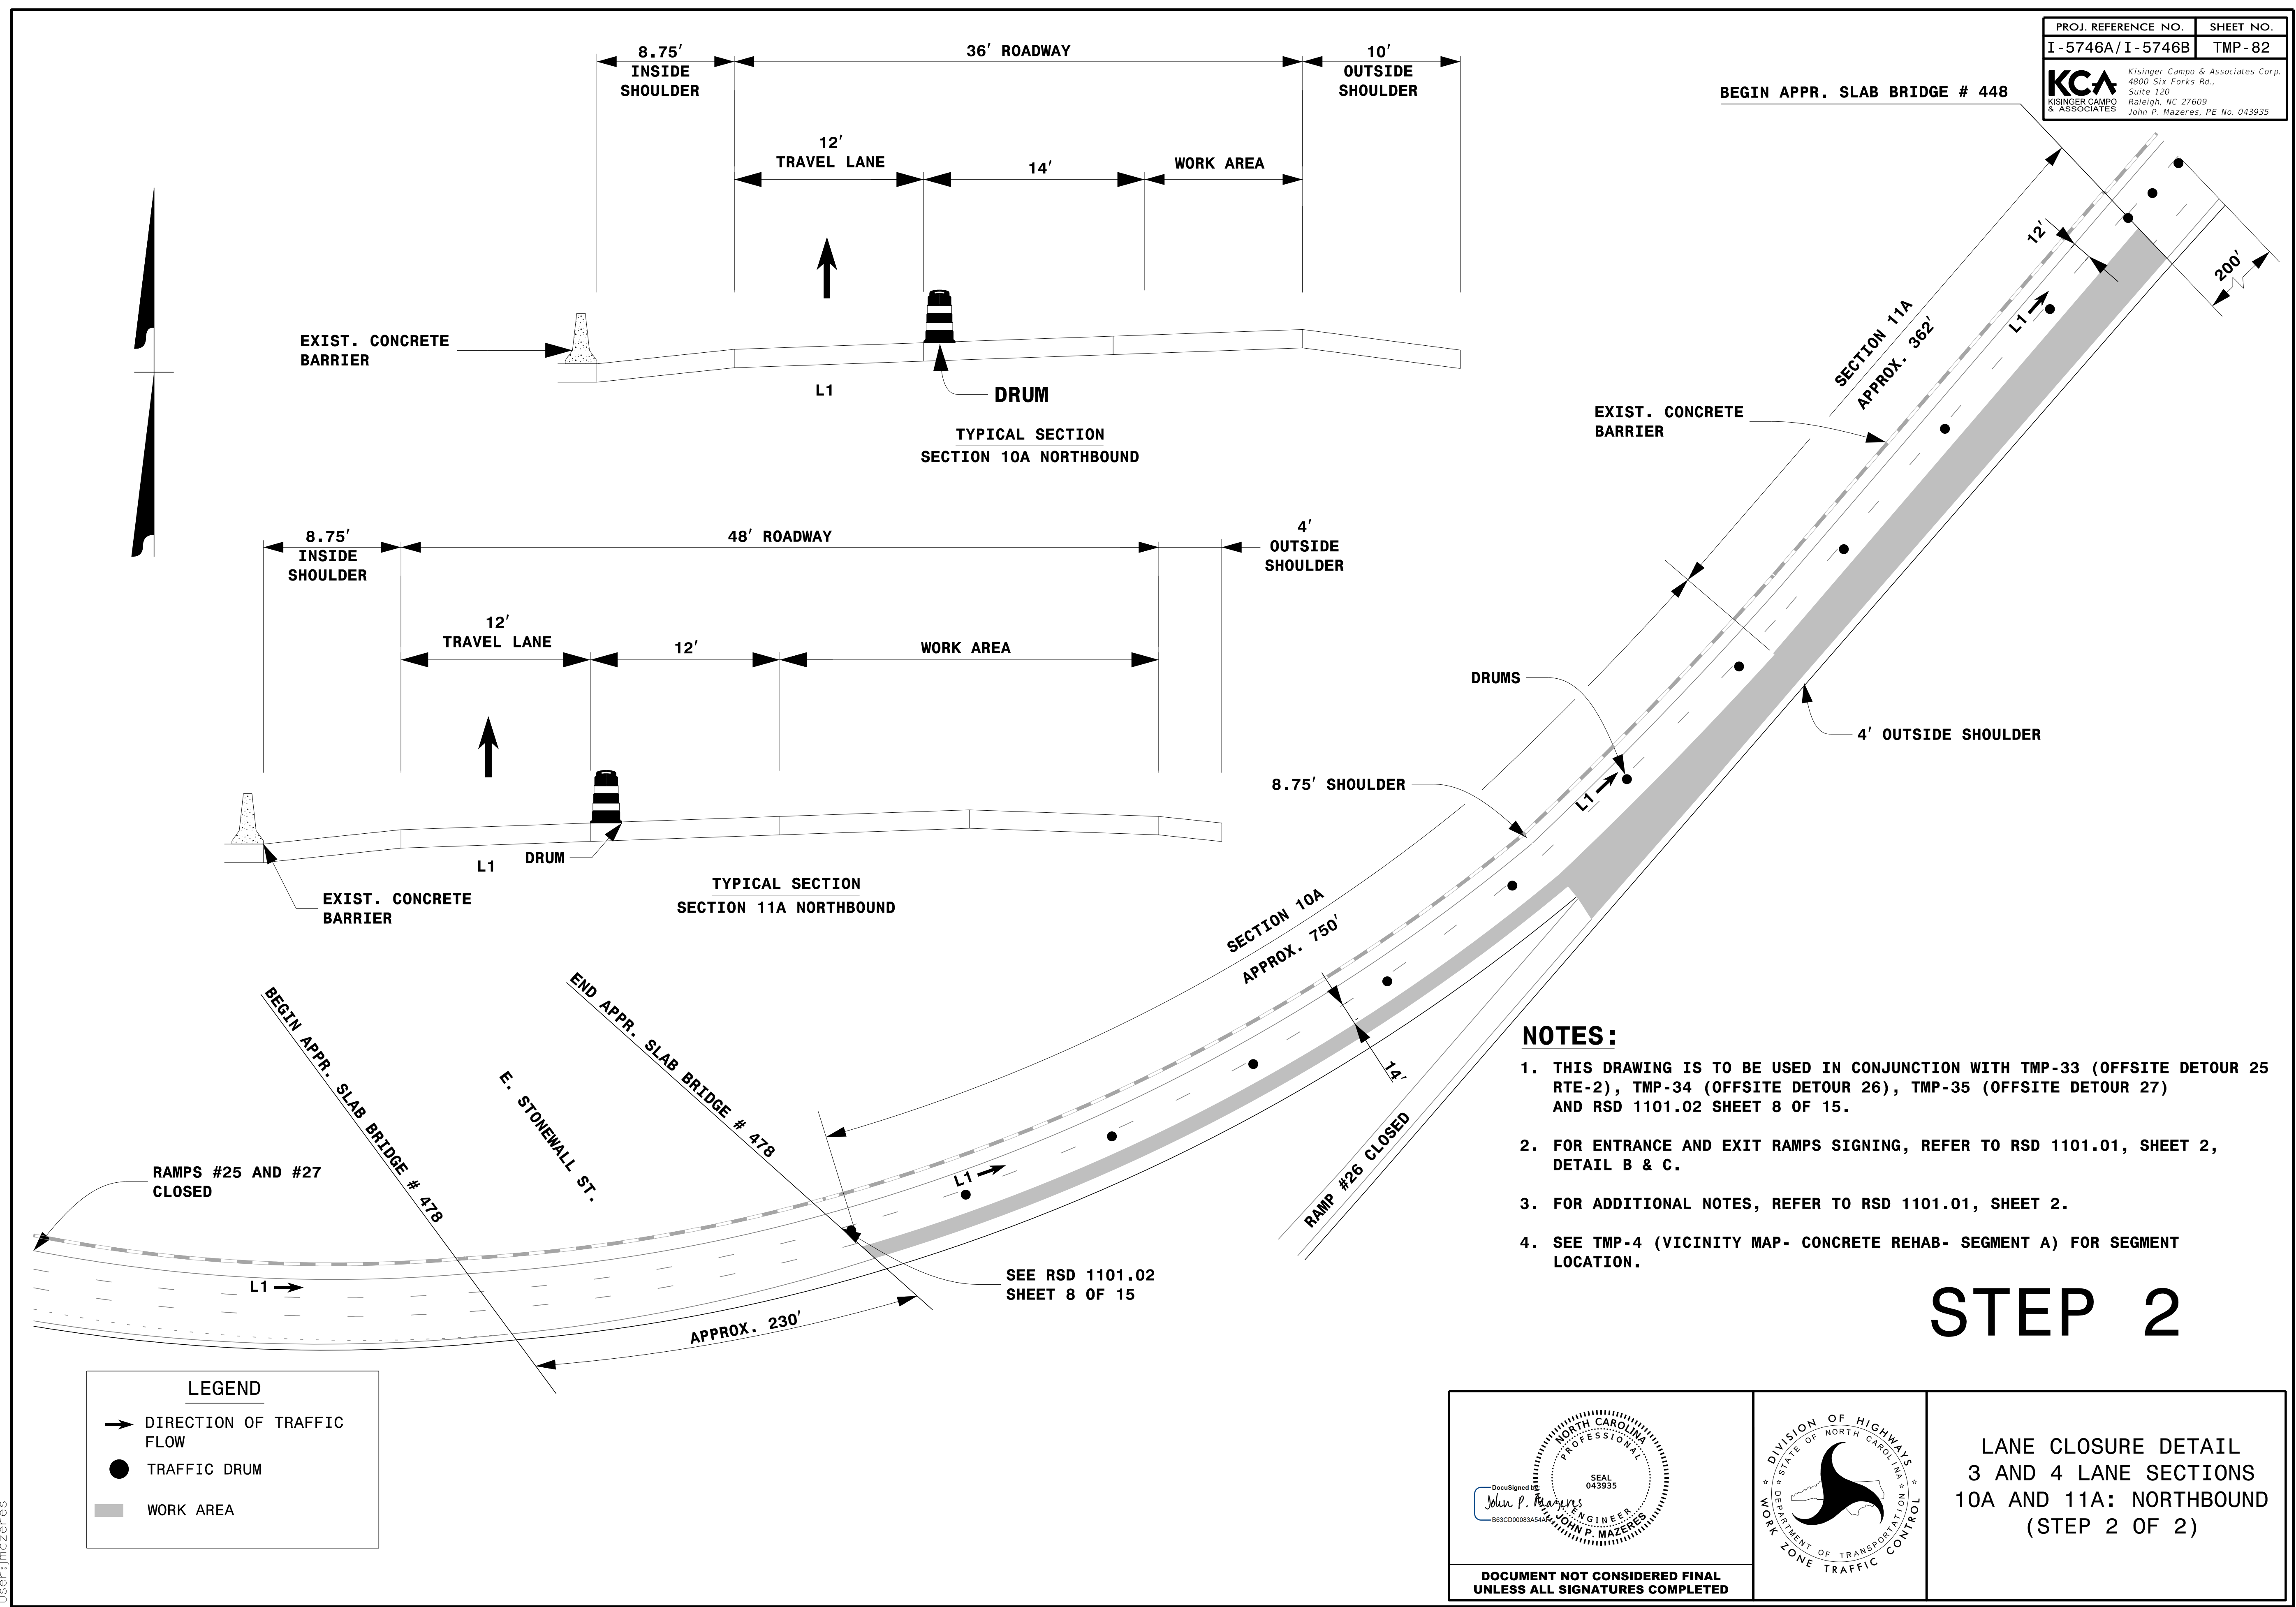 PROJ. REFERENCE NO.
SHEET NO.
I-5746A/I-5746B
TMP-82
KCA
KISINGER CAMPO
& ASSOCIATES
Kisinger Campo & Associates Corp.
4800 Six Forks Rd.,
Suite 120
Raleigh, NC 27609
John P. Mazeres, PE No. 043935
8.75'
INSIDE
SHOULDER
36' ROADWAY
10'
OUTSIDE
SHOULDER
12'
TRAVEL LANE
14'
WORK AREA
EXIST. CONCRETE
BARRIER
L1
DRUM
TYPICAL SECTION
SECTION 10A NORTHBOUND
8.75'
INSIDE
SHOULDER
48' ROADWAY
4'
OUTSIDE
SHOULDER
12'
TRAVEL LANE
12'
WORK AREA
L1
DRUM
EXIST. CONCRETE
BARRIER
TYPICAL SECTION
SECTION 11A NORTHBOUND
BEGIN APPR. SLAB BRIDGE # 448
12'
200'
L1
SECTION 11A
APPROX. 362'
EXIST. CONCRETE
BARRIER
DRUMS
4' OUTSIDE SHOULDER
8.75' SHOULDER
L1
SECTION 10A
APPROX. 750'
14'
RAMP #26 CLOSED
BEGIN APPR. SLAB BRIDGE # 478
E. STONEWALL ST.
END APPR. SLAB BRIDGE # 478
L1
RAMPS #25 AND #27
CLOSED
L1
SEE RSD 1101.02
SHEET 8 OF 15
APPROX. 230'
NOTES:
1. THIS DRAWING IS TO BE USED IN CONJUNCTION WITH TMP-33 (OFFSITE DETOUR 25
RTE-2), TMP-34 (OFFSITE DETOUR 26), TMP-35 (OFFSITE DETOUR 27)
AND RSD 1101.02 SHEET 8 OF 15.
2. FOR ENTRANCE AND EXIT RAMPS SIGNING, REFER TO RSD 1101.01, SHEET 2,
DETAIL B & C.
3. FOR ADDITIONAL NOTES, REFER TO RSD 1101.01, SHEET 2.
4. SEE TMP-4 (VICINITY MAP- CONCRETE REHAB- SEGMENT A) FOR SEGMENT
LOCATION.
STEP 2
LEGEND
DIRECTION OF TRAFFIC
FLOW
TRAFFIC DRUM
WORK AREA
User:jmazeres
NORTH CAROLINA
PROFESSIONAL
SEAL
043935
ENGINEER
JOHN P. MAZERES
DocuSigned by
John P. Mazeres
DOCUMENT NOT CONSIDERED FINAL
UNLESS ALL SIGNATURES COMPLETED
DIVISION OF HIGHWAYS
STATE OF NORTH CAROLINA
DEPARTMENT OF TRANSPORTATION
WORK ZONE TRAFFIC CONTROL
LANE CLOSURE DETAIL
3 AND 4 LANE SECTIONS
10A AND 11A: NORTHBOUND
(STEP 2 OF 2)